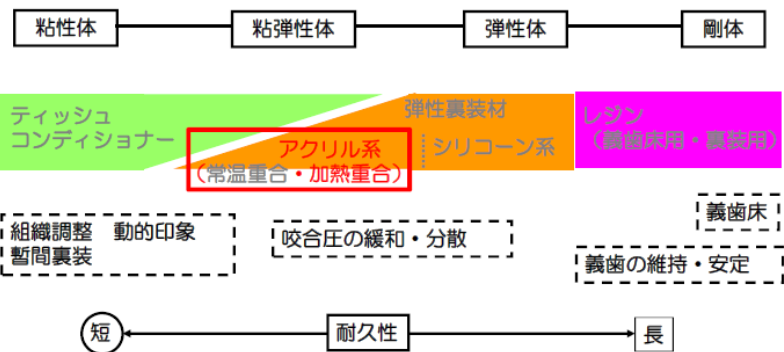 粘性体
粘弾性体
弾性体
剛体
ティッシュ
コンディショナー
弾性裏装材
アクリル系
(常温重合・加熱重合)
シリコーン系
レジン
(義歯床用・裏装用)
組織調整 動的印象
暫間裏装
咬合圧の緩和・分散
義歯床
義歯の維持・安定
短
耐久性
長